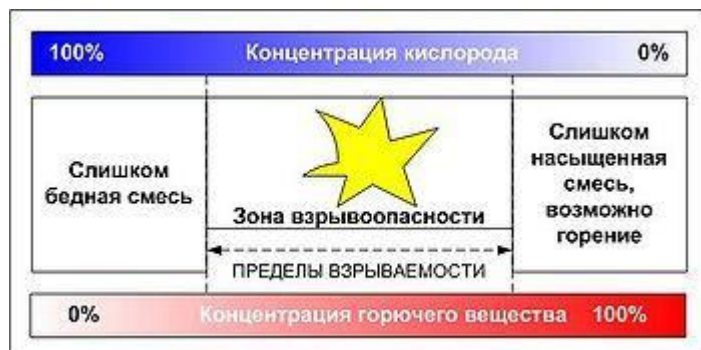 100% Концентрация кислорода 0%
Слишком
бедная смесь
Зона взрывоопасности
ПРЕДЕЛЫ ВЗРЫВАЕМОСТИ
Слишком
насыщенная
смесь,
возможно
горение
0% Концентрация горючего вещества 100%